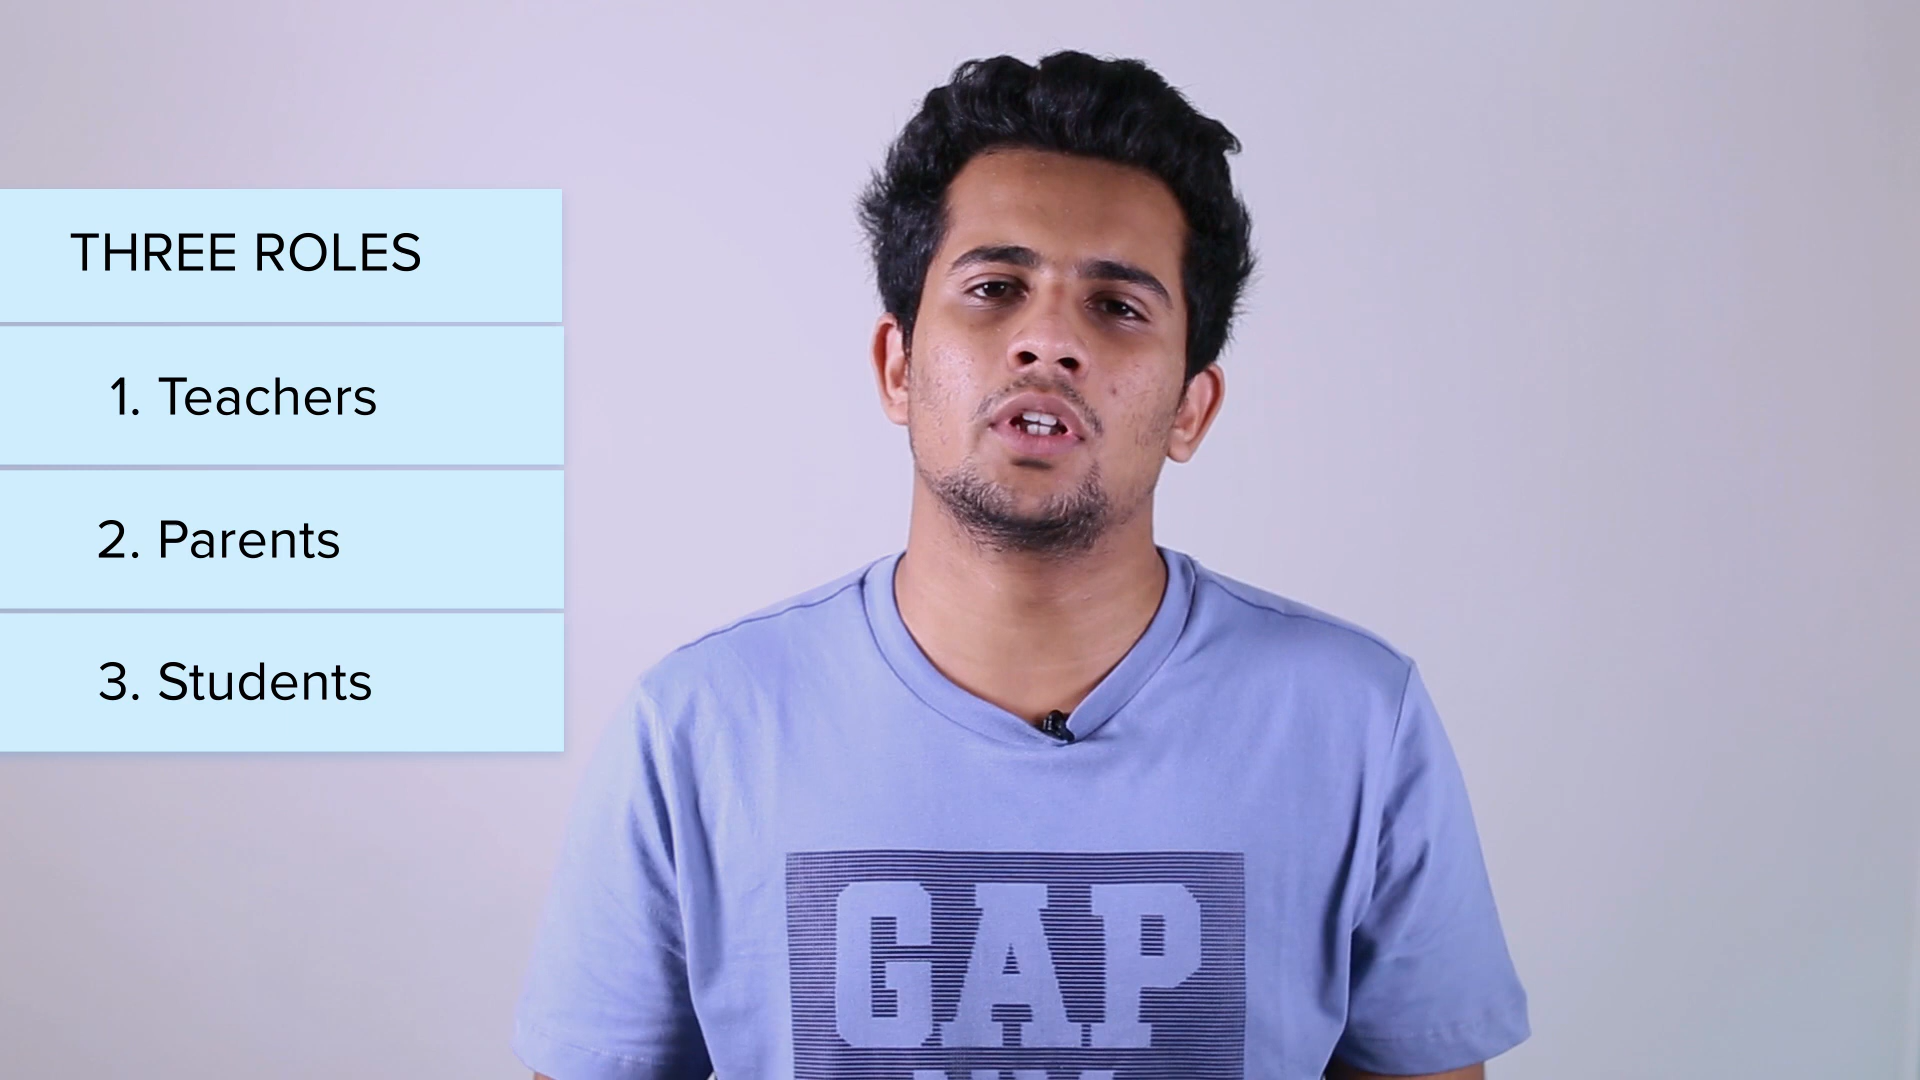 THREE ROLES
1. Teachers
2. Parents
3. Students
GAP